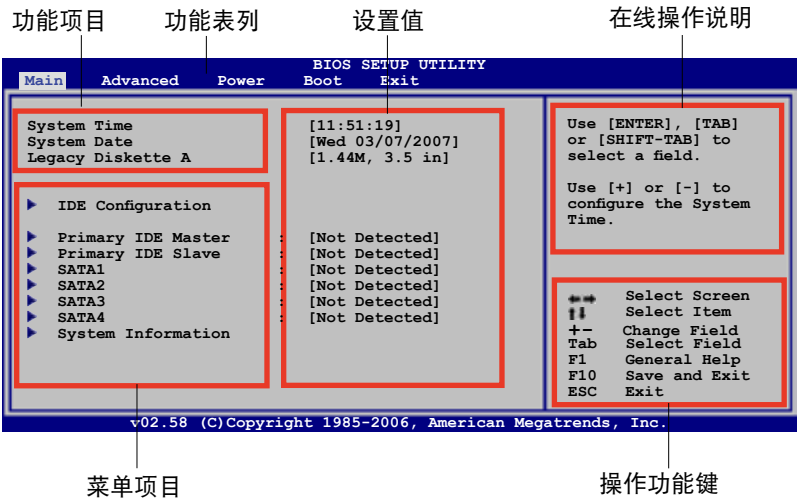 功能项目 功能表列 设置值 在线操作说明
BIOS SETUP UTILITY
Main Advanced Power Boot Exit
System Time [11:51:19]
System Date [Wed 03/07/2007]
Legacy Diskette A [1.44M, 3.5 in]
IDE Configuration
Primary IDE Master : [Not Detected]
Primary IDE Slave : [Not Detected]
SATA1 : [Not Detected]
SATA2 : [Not Detected]
SATA3 : [Not Detected]
SATA4 : [Not Detected]
System Information
Use [ENTER], [TAB]
or [SHIFT-TAB] to
select a field.
Use [+] or [-] to
configure the System
Time.
←→ Select Screen
↑↓ Select Item
+- Change Field
Tab Select Field
F1 General Help
F10 Save and Exit
ESC Exit
v02.58 (C)Copyright 1985-2006, American Megatrends, Inc.
菜单项目 操作功能键